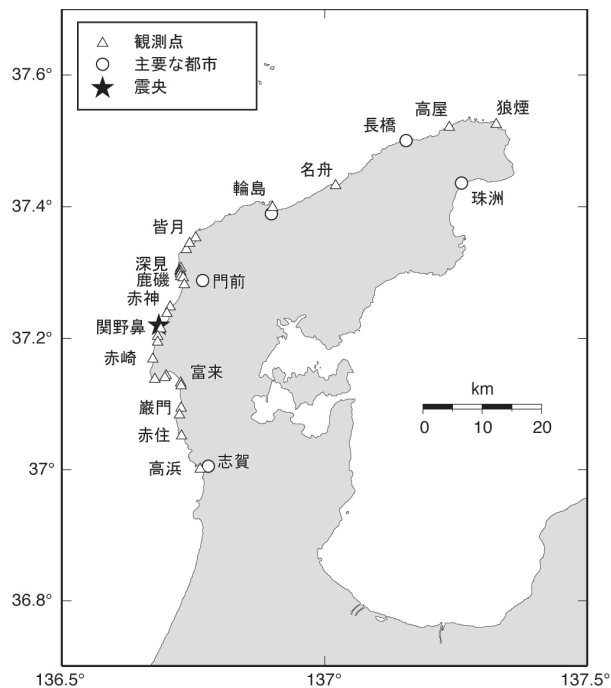 観測点
主要な都市
震央
37.6°
37.4°
37.2°
37°
36.8°
136.5°
137°
137.5°
狼煙
高屋
長橋
名舟
珠洲
輪島
皆月
深見
鹿磯
門前
赤神
関野鼻
赤崎
富来
巌門
赤住
高浜
志賀
km
0 10 20